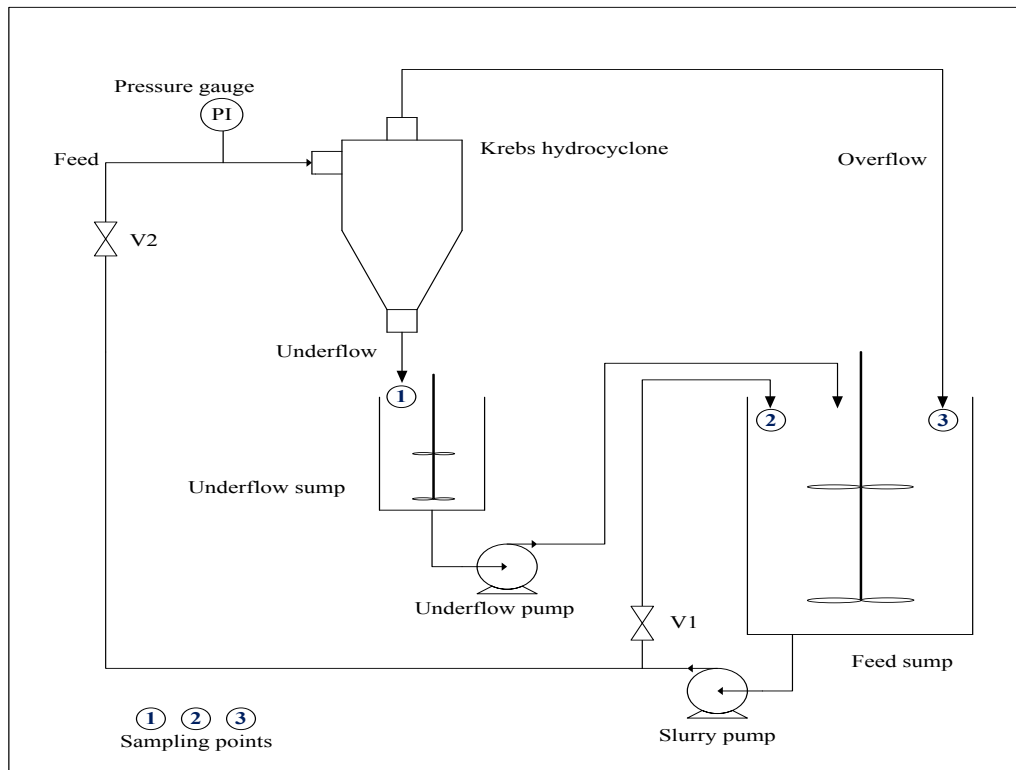 Pressure gauge
PI
Krebs hydrocyclone
Feed
Overflow
V2
Underflow
1
2
3
Underflow sump
Underflow pump
V1
Feed sump
1 2 3
Sampling points
Slurry pump